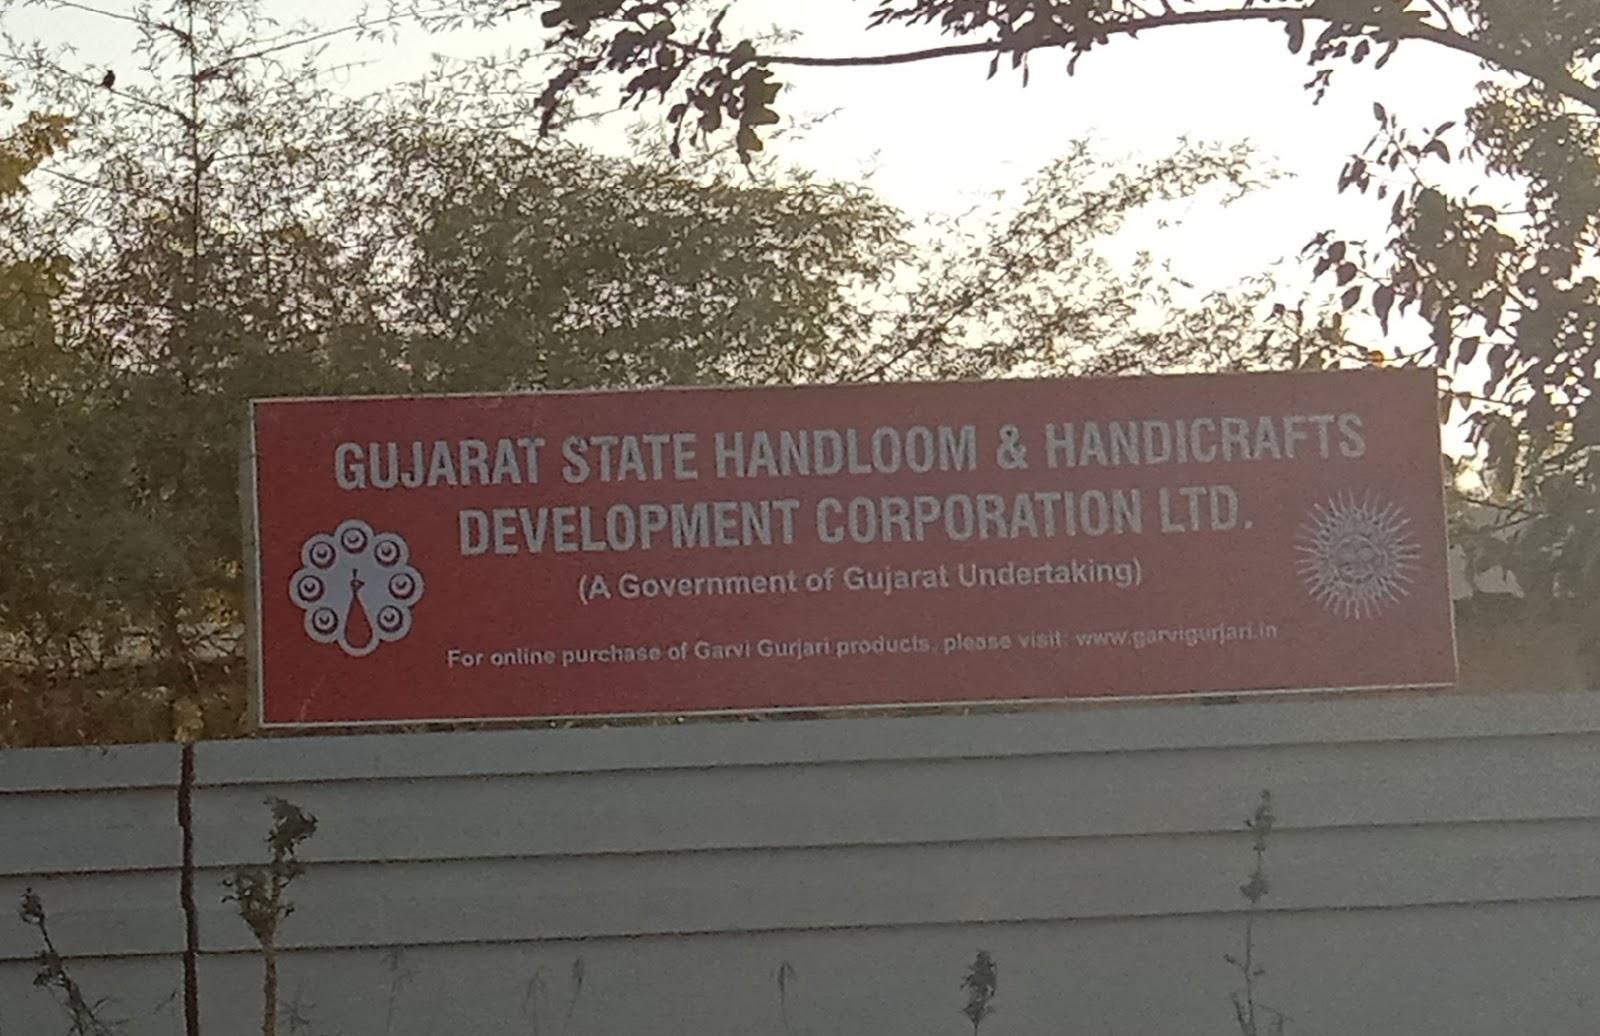 GUJARAT STATE HANDLOOM & HANDICRAFTS
DEVELOPMENT CORPORATION LTD.
(A Government of Gujarat Undertaking)
For online purchase of Garvi Gurjari products, please visit: www.garvigurjari.in